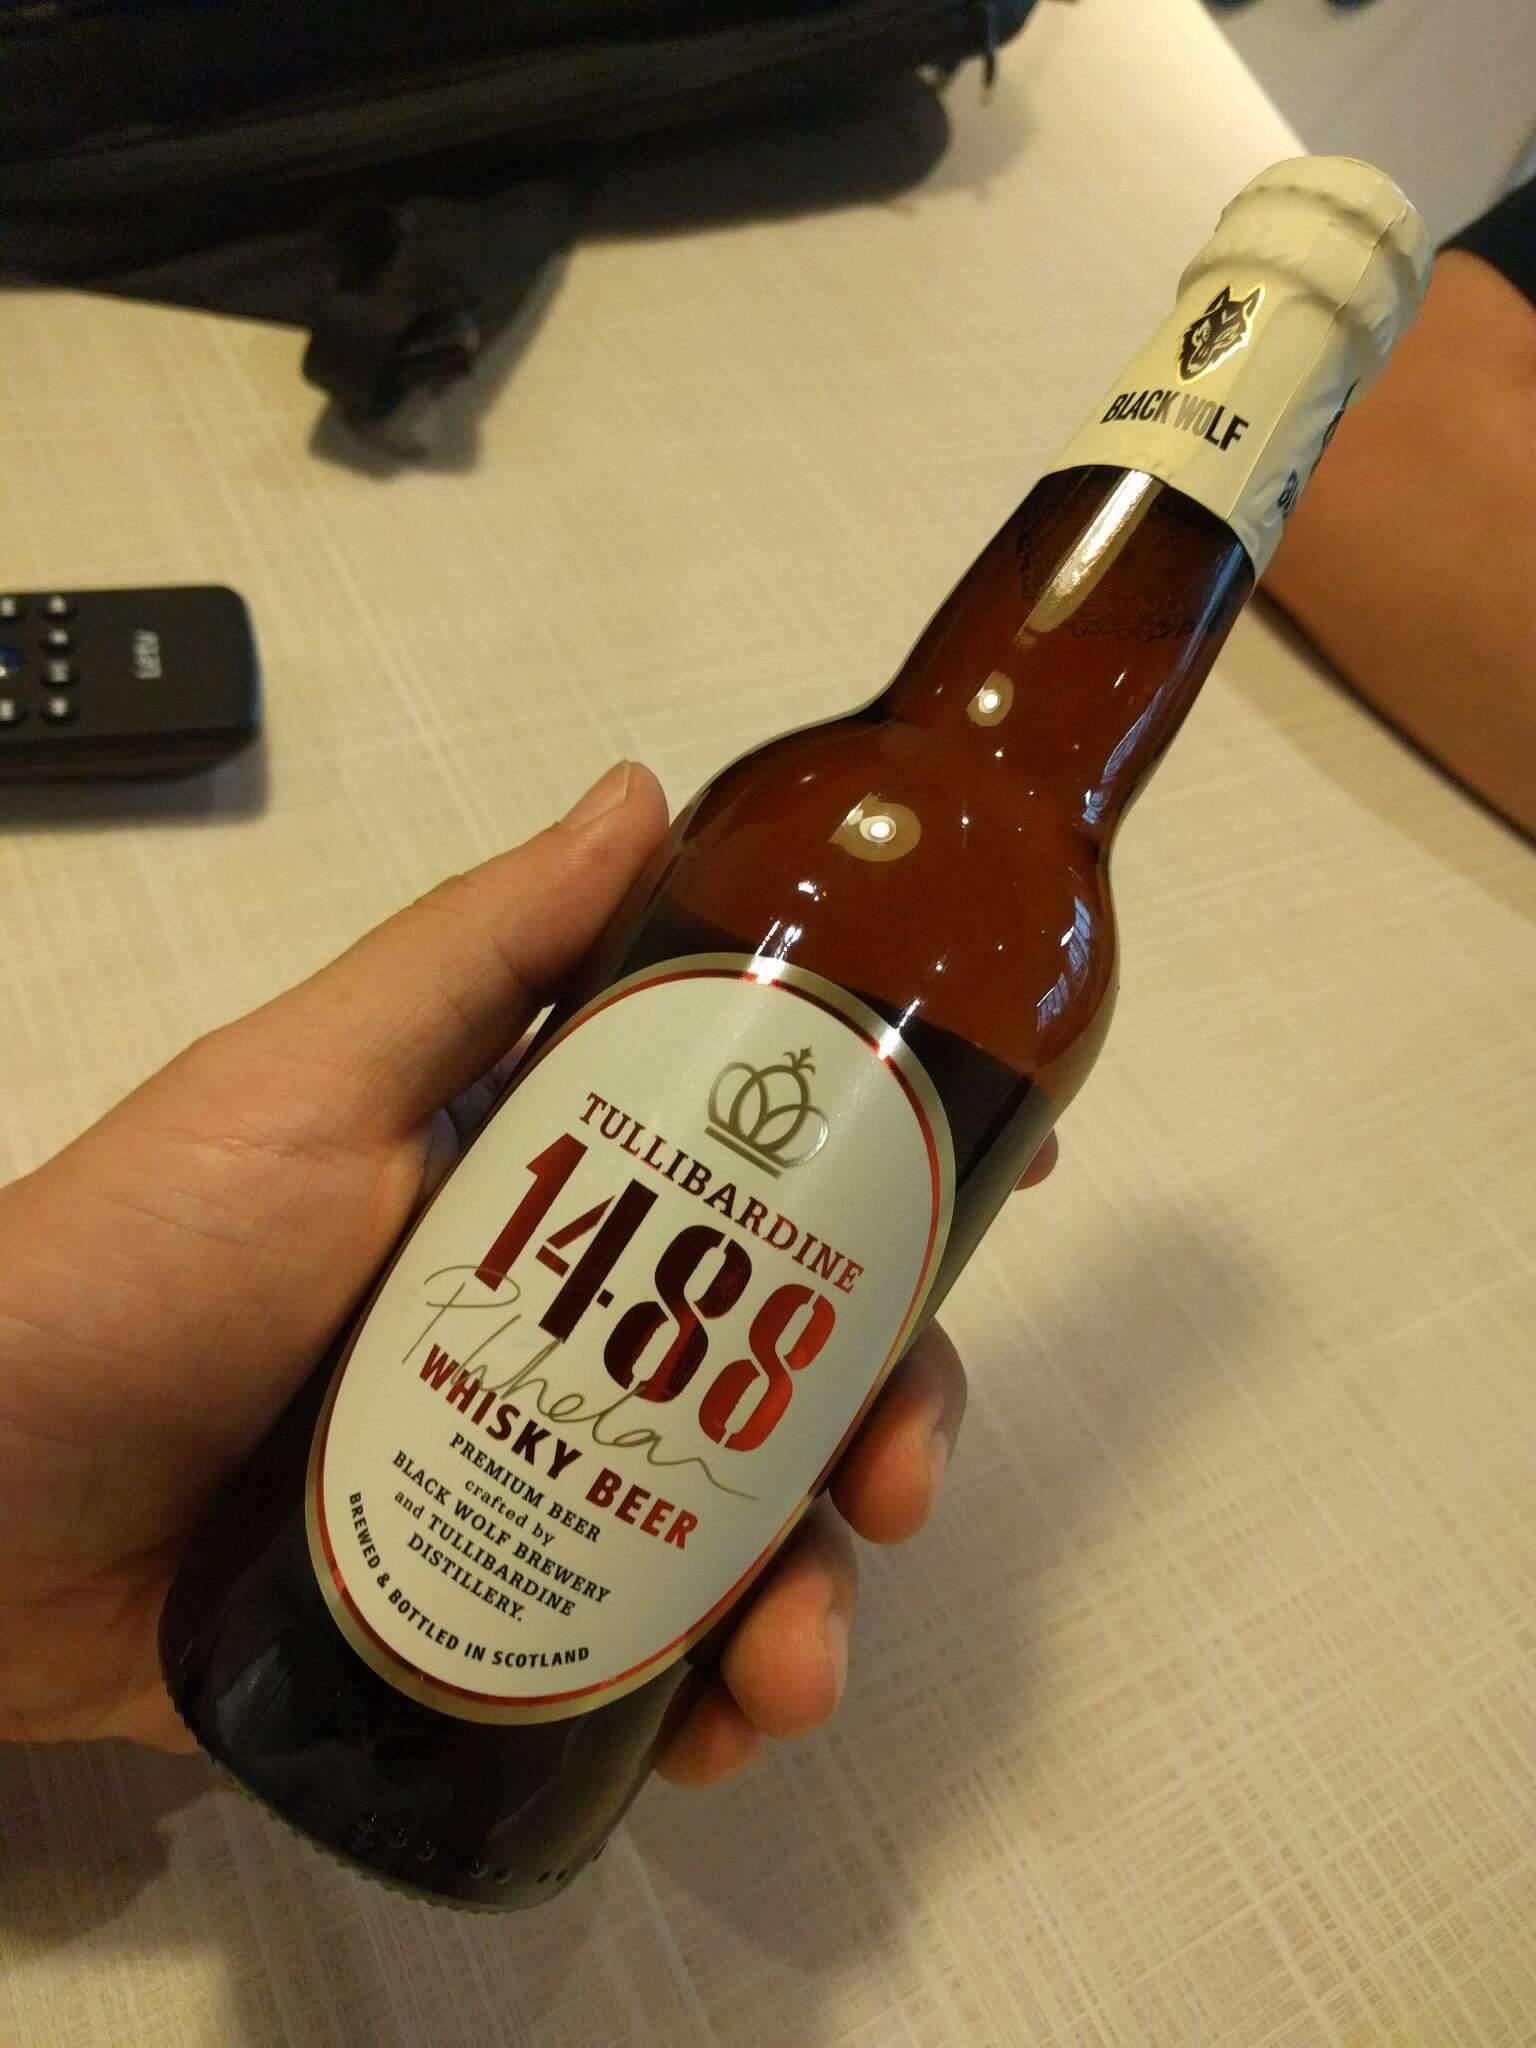 BLACK WOLF
TULLIBARDINE
1488
WHISKY BEER
PREMIUM BEER
crafted by
BLACK WOLF BREWERY
and TULLIBARDINE
DISTILLERY.
BREWED & BOTTLED IN SCOTLAND